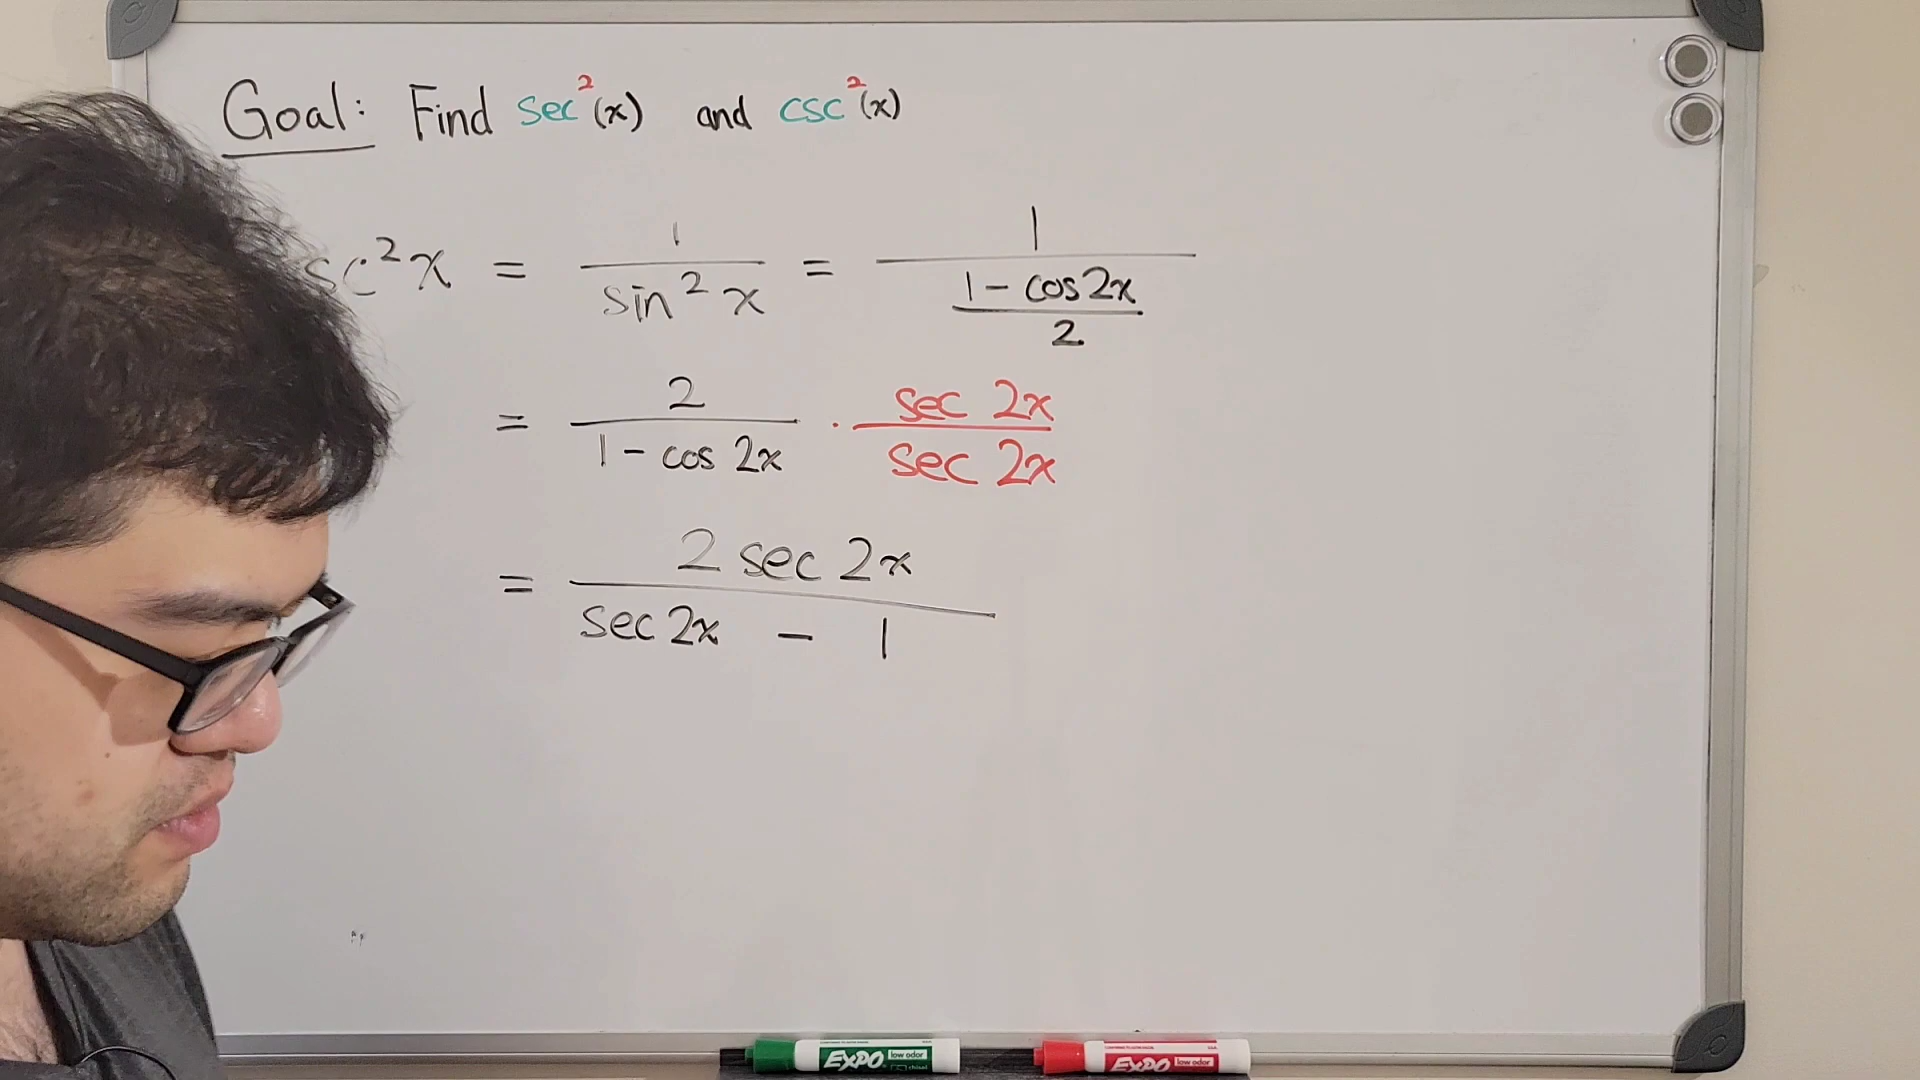 Goal: Find sec²(x) and csc²(x)
sc²x = 1/(sin²x) = 1/((1 - cos2x)/2)
= 2/(1 - cos 2x) · (sec 2x)/(sec 2x)
= (2 sec 2x)/(sec 2x - 1)
EXPO low odor chisel
EXPO low odor